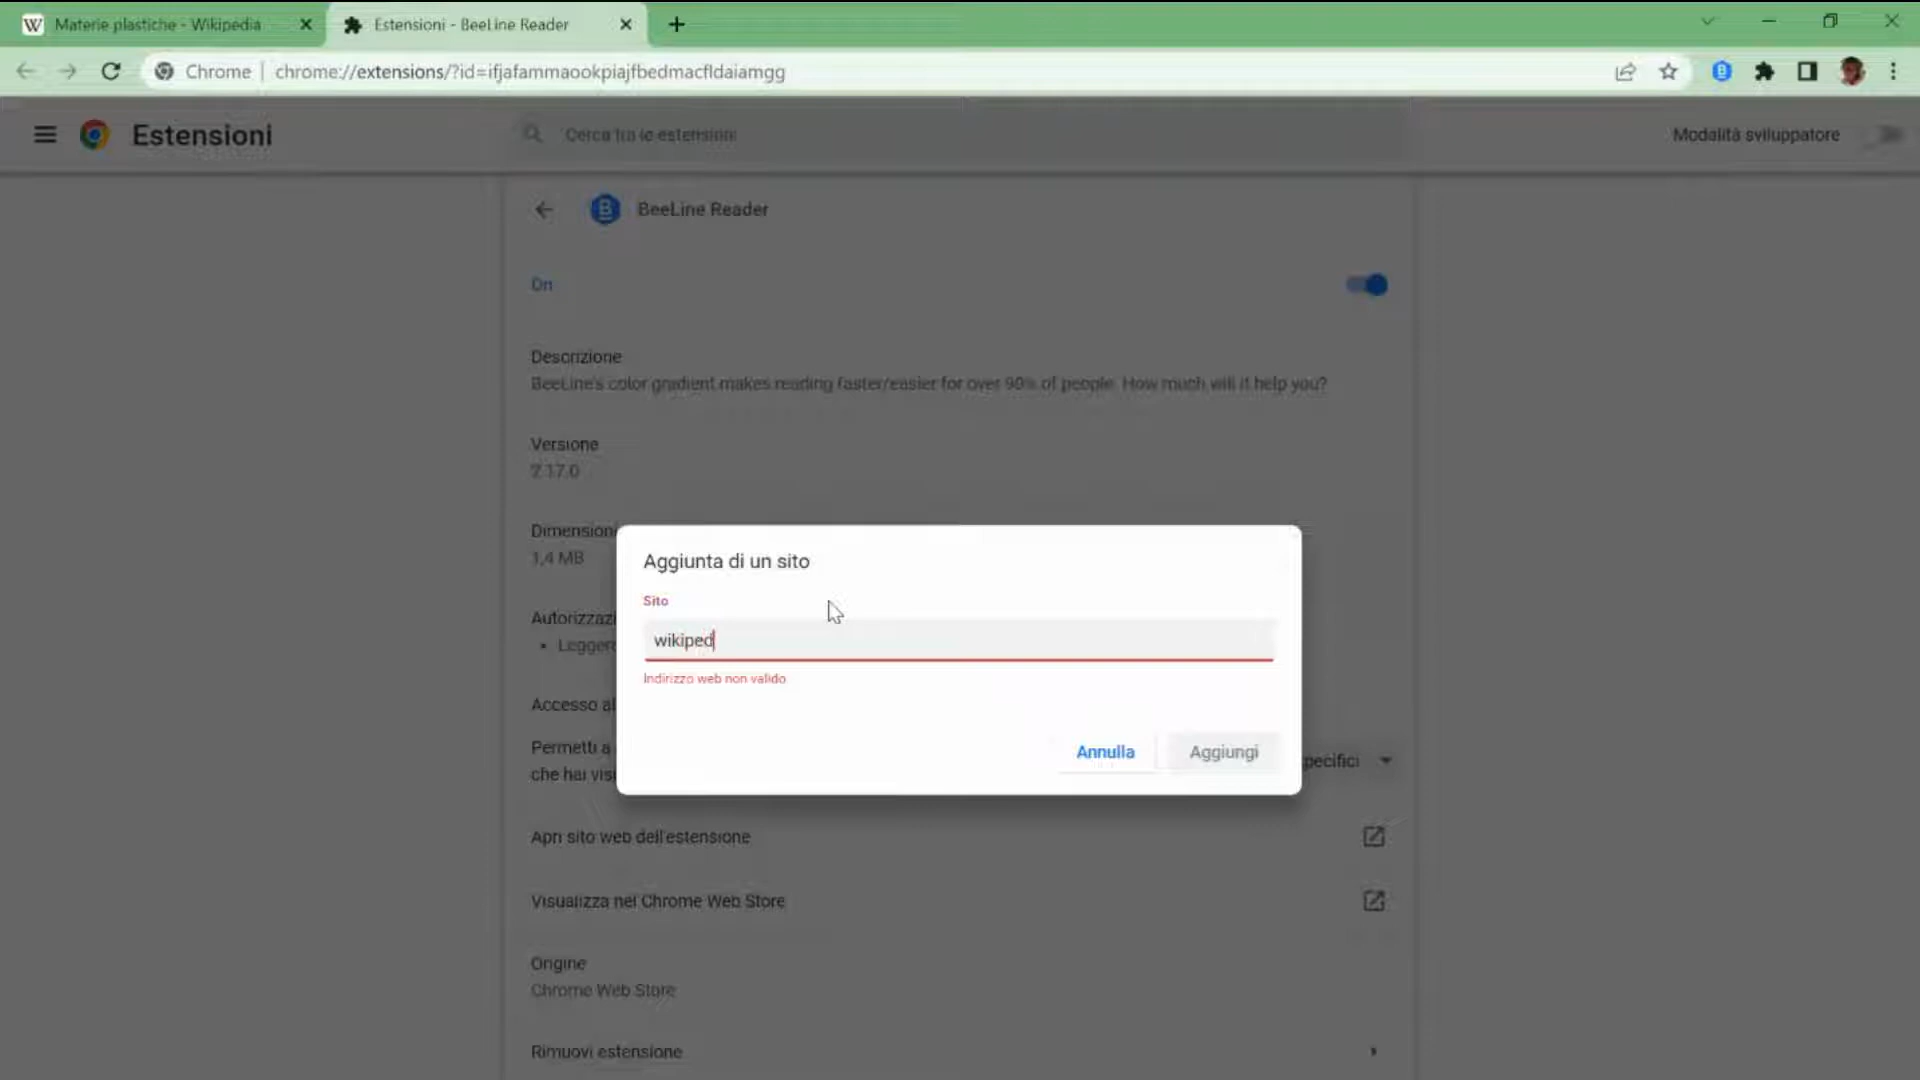 Materie plastiche - Wikipedia
Estensioni - BeeLine Reader
Chrome
chrome://extensions/?id=ifjafammaookpiajfbedmacfldaiamgg
Estensioni
Cerca tra le estensioni
Modalità sviluppatore
BeeLine Reader
On
Descrizione
BeeLine's color gradient makes reading faster/easier for over 90% of people. How much will it help you?
Versione
2.17.0
Dimensioni
1,4 MB
Autorizzazi
• Leggere
Accesso al
Permetti a
che hai visi
pecifici
Aggiunta di un sito
Sito
wikiped
Indirizzo web non valido
Annulla
Aggiungi
Apri sito web dell'estensione
Visualizza nel Chrome Web Store
Origine
Chrome Web Store
Rimuovi estensione